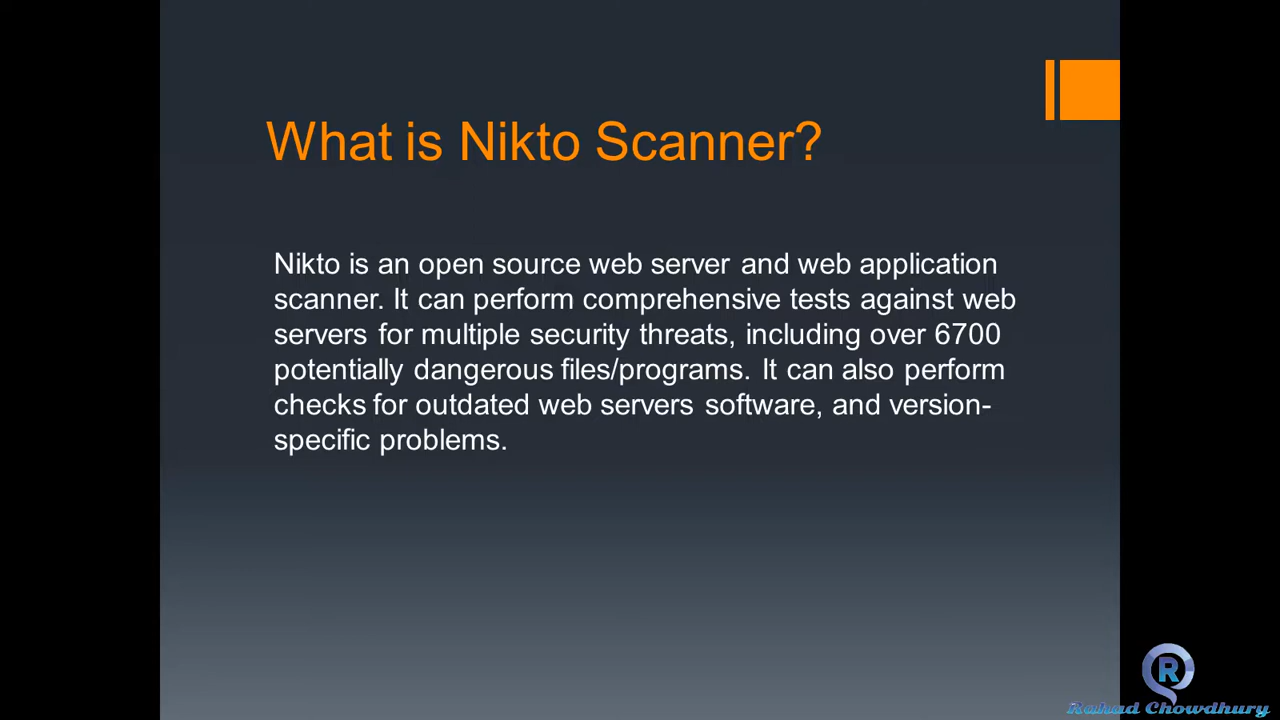 What is Nikto Scanner?
Nikto is an open source web server and web application
scanner. It can perform comprehensive tests against web
servers for multiple security threats, including over 6700
potentially dangerous files/programs. It can also perform
checks for outdated web servers software, and version-
specific problems.
R
Rahad Chowdhury